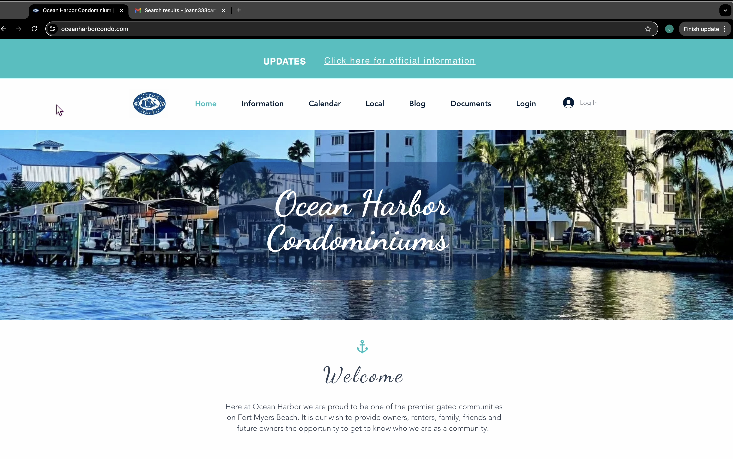 Ocean Harbor Condominium |
Search results - joann333@ar
oceanharborcondo.com
Finish update
UPDATES Click here for official information
Home Information Calendar Local Blog Documents Login Log In
Ocean Harbor
Condominiums
Welcome
Here at Ocean Harbor we are proud to be one of the premier gated communities
on Fort Myers Beach. It is our wish to provide owners, renters, family, friends and
future owners the opportunity to get to know who we are as a community.